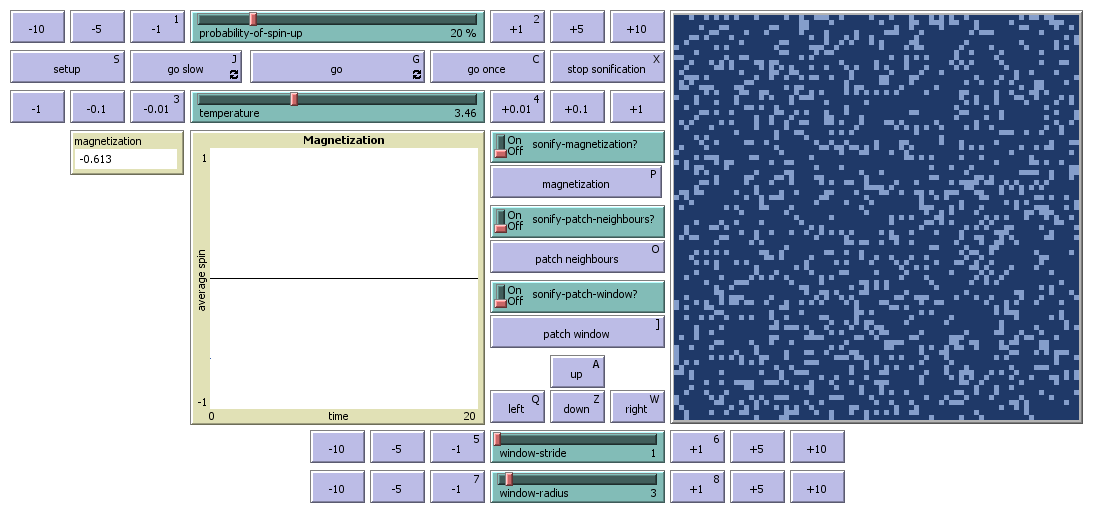 -10
-5
1
-1
probability-of-spin-up 20 %
2
+1
+5
+10
S
setup
J
go slow
G
go
C
go once
X
stop sonification
-1
-0.1
3
-0.01
temperature 3.46
4
+0.01
+0.1
+1
magnetization
-0.613
Magnetization
1
average spin
-1
0
time
20
On
Off
sonify-magnetization?
P
magnetization
On
Off
sonify-patch-neighbours?
O
patch neighbours
On
Off
sonify-patch-window?
]
patch window
A
up
Q
left
Z
down
W
right
-10
-5
5
-1
window-stride 1
6
+1
+5
+10
-10
-5
7
-1
window-radius 3
8
+1
+5
+10